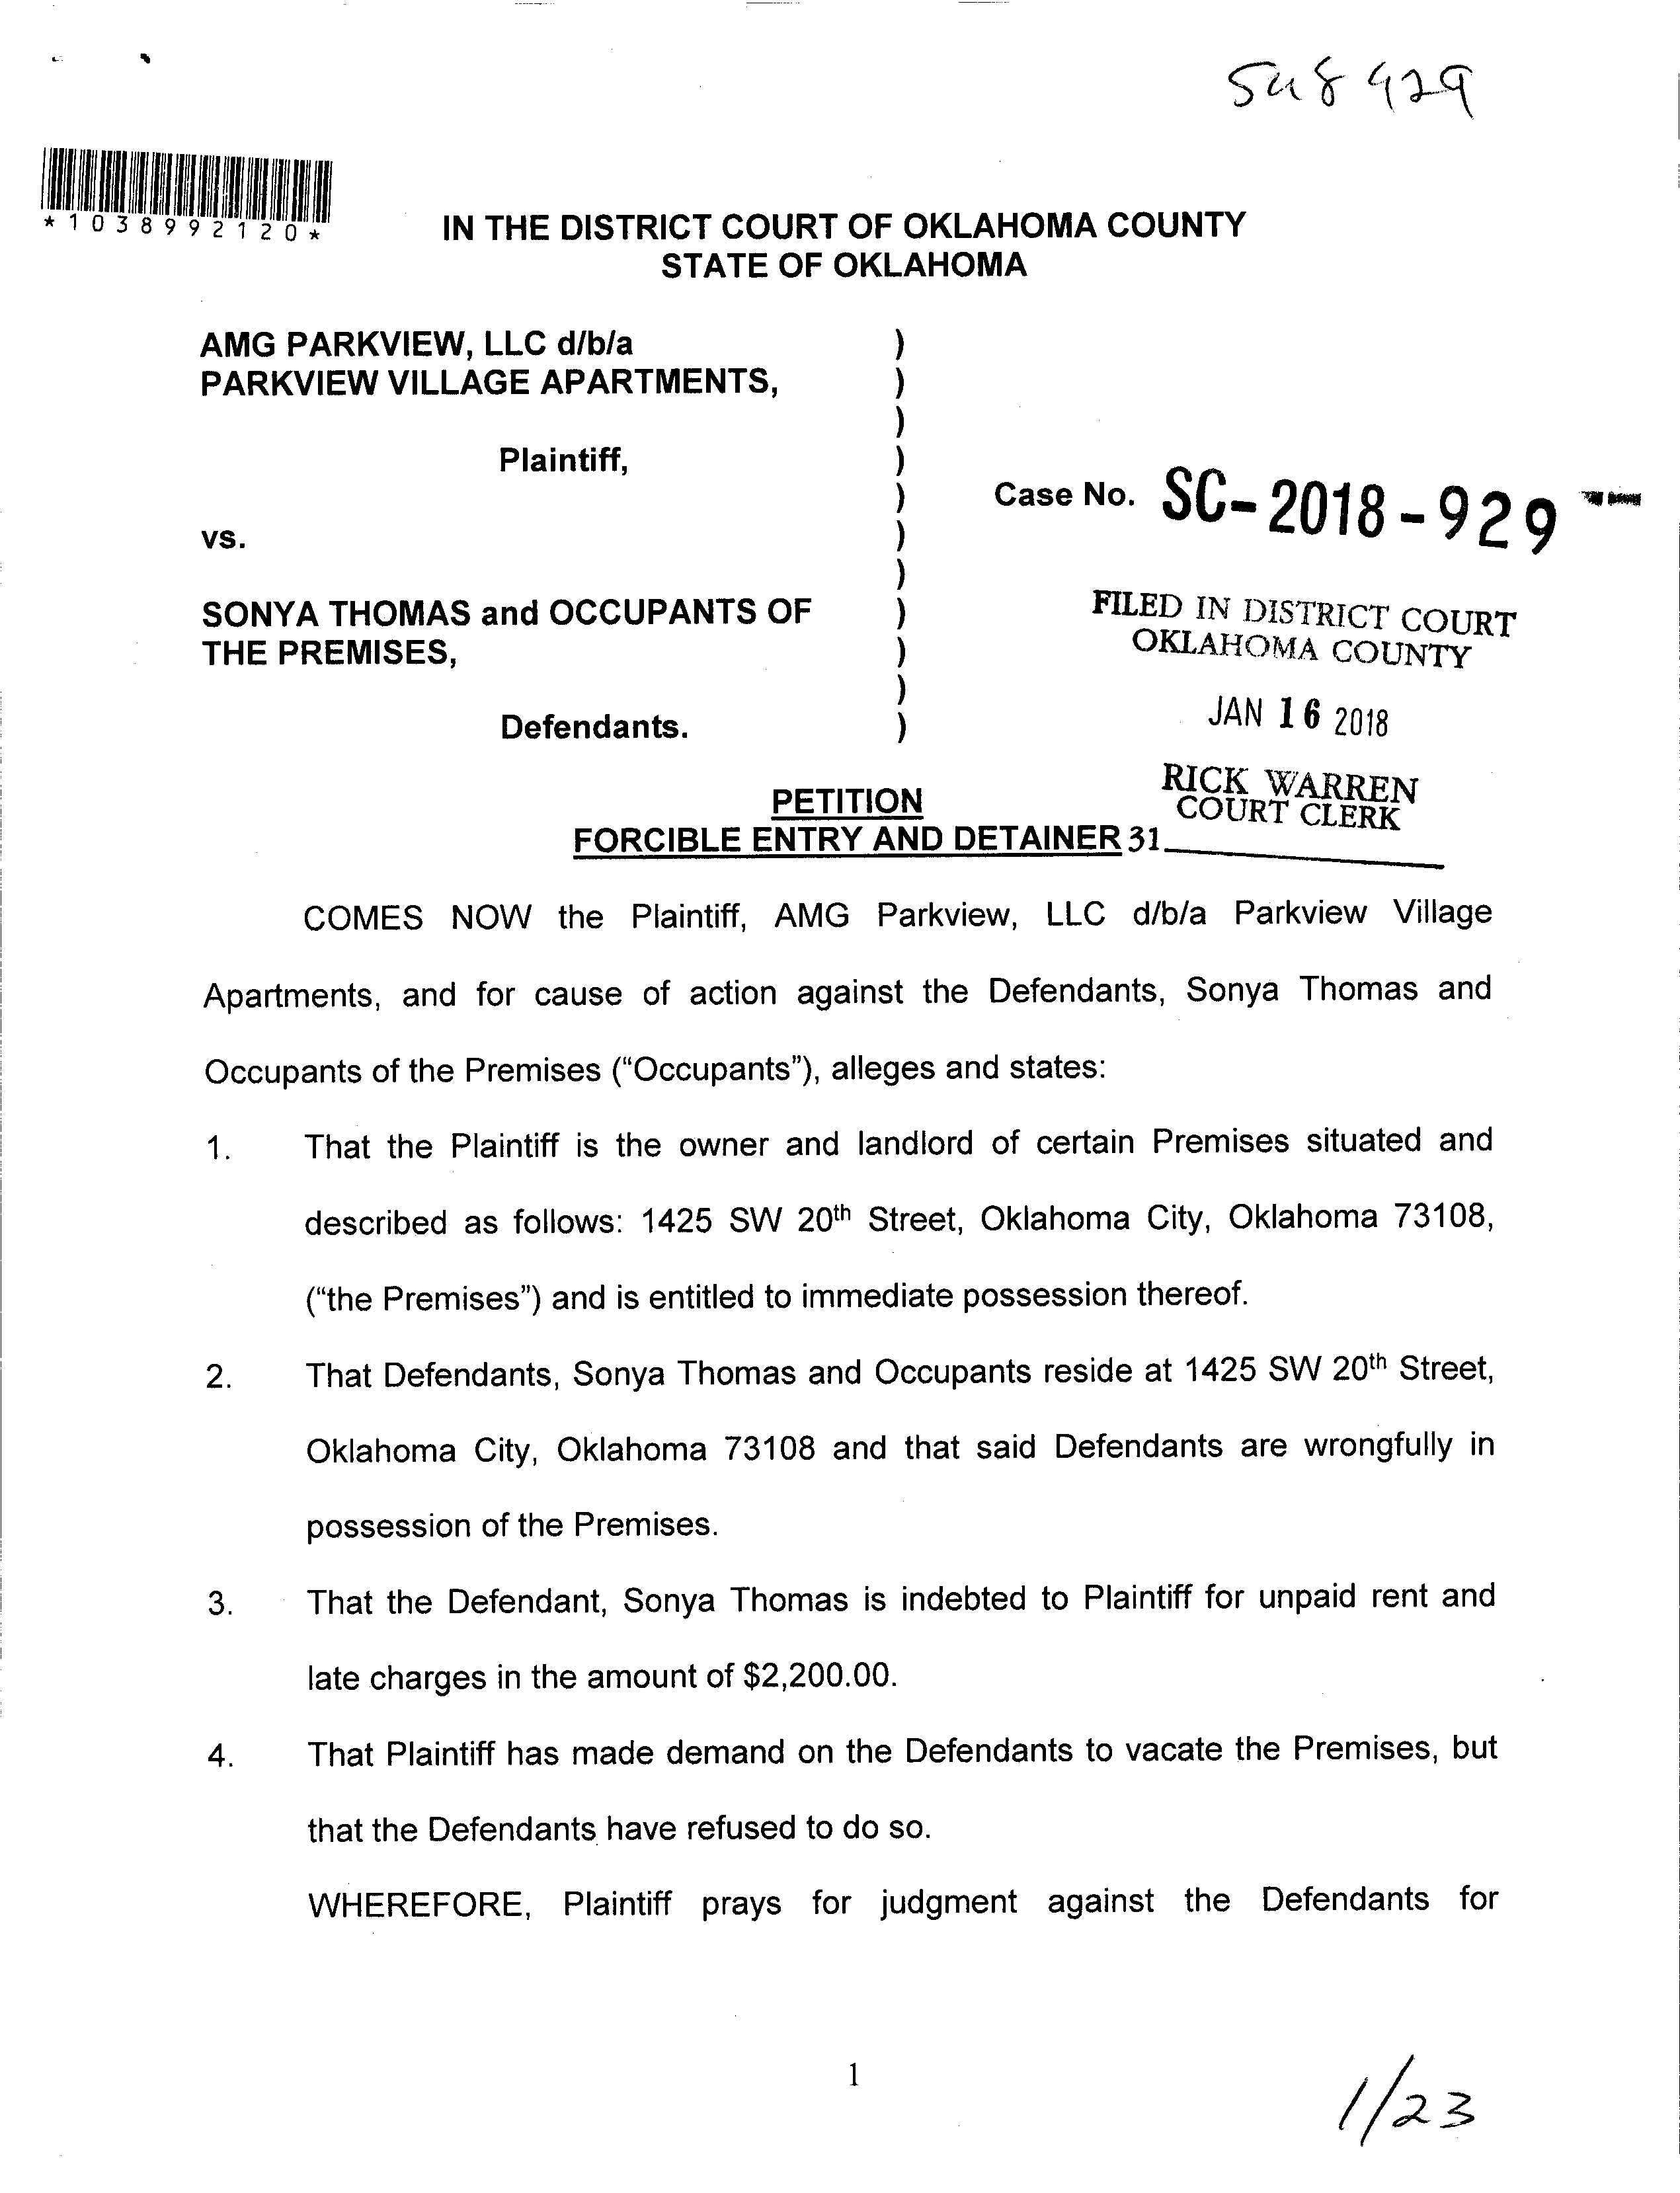 *1038992120*
IN THE DISTRICT COURT OF OKLAHOMA COUNTY
STATE OF OKLAHOMA
AMG PARKVIEW, LLC d/b/a )
PARKVIEW VILLAGE APARTMENTS, )
)
Plaintiff, )
) Case No. SC-2018-929
vs. )
)
SONYA THOMAS and OCCUPANTS OF )
THE PREMISES, )
)
Defendants. )
FILED IN DISTRICT COURT
OKLAHOMA COUNTY
JAN 16 2018
RICK WARREN
COURT CLERK
31
PETITION
FORCIBLE ENTRY AND DETAINER
COMES NOW the Plaintiff, AMG Parkview, LLC d/b/a Parkview Village
Apartments, and for cause of action against the Defendants, Sonya Thomas and
Occupants of the Premises (“Occupants”), alleges and states:
1. That the Plaintiff is the owner and landlord of certain Premises situated and
described as follows: 1425 SW 20th Street, Oklahoma City, Oklahoma 73108,
(“the Premises”) and is entitled to immediate possession thereof.
2. That Defendants, Sonya Thomas and Occupants reside at 1425 SW 20th Street,
Oklahoma City, Oklahoma 73108 and that said Defendants are wrongfully in
possession of the Premises.
3. That the Defendant, Sonya Thomas is indebted to Plaintiff for unpaid rent and
late charges in the amount of $2,200.00.
4. That Plaintiff has made demand on the Defendants to vacate the Premises, but
that the Defendants have refused to do so.
WHEREFORE, Plaintiff prays for judgment against the Defendants for
1
1/23